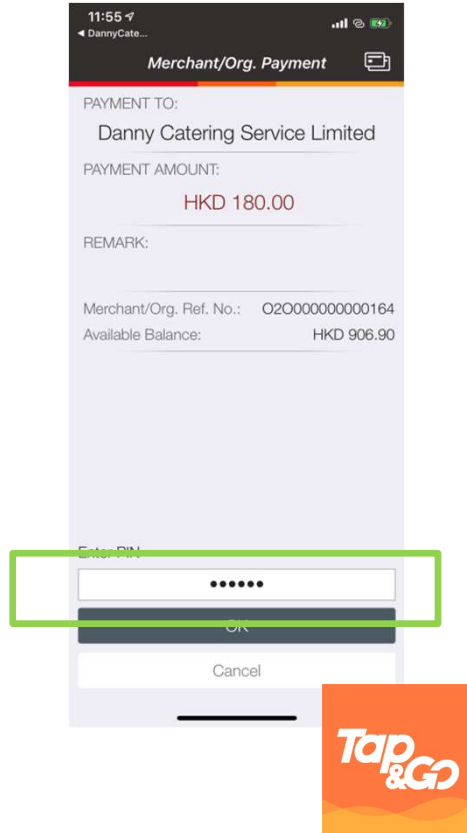 11:55
◀ DannyCate...
Merchant/Org. Payment
PAYMENT TO:
Danny Catering Service Limited
PAYMENT AMOUNT:
HKD 180.00
REMARK:
Merchant/Org. Ref. No.: O2O000000000164
Available Balance: HKD 906.90
Enter PIN
••••••
OK
Cancel
Tap
&GO